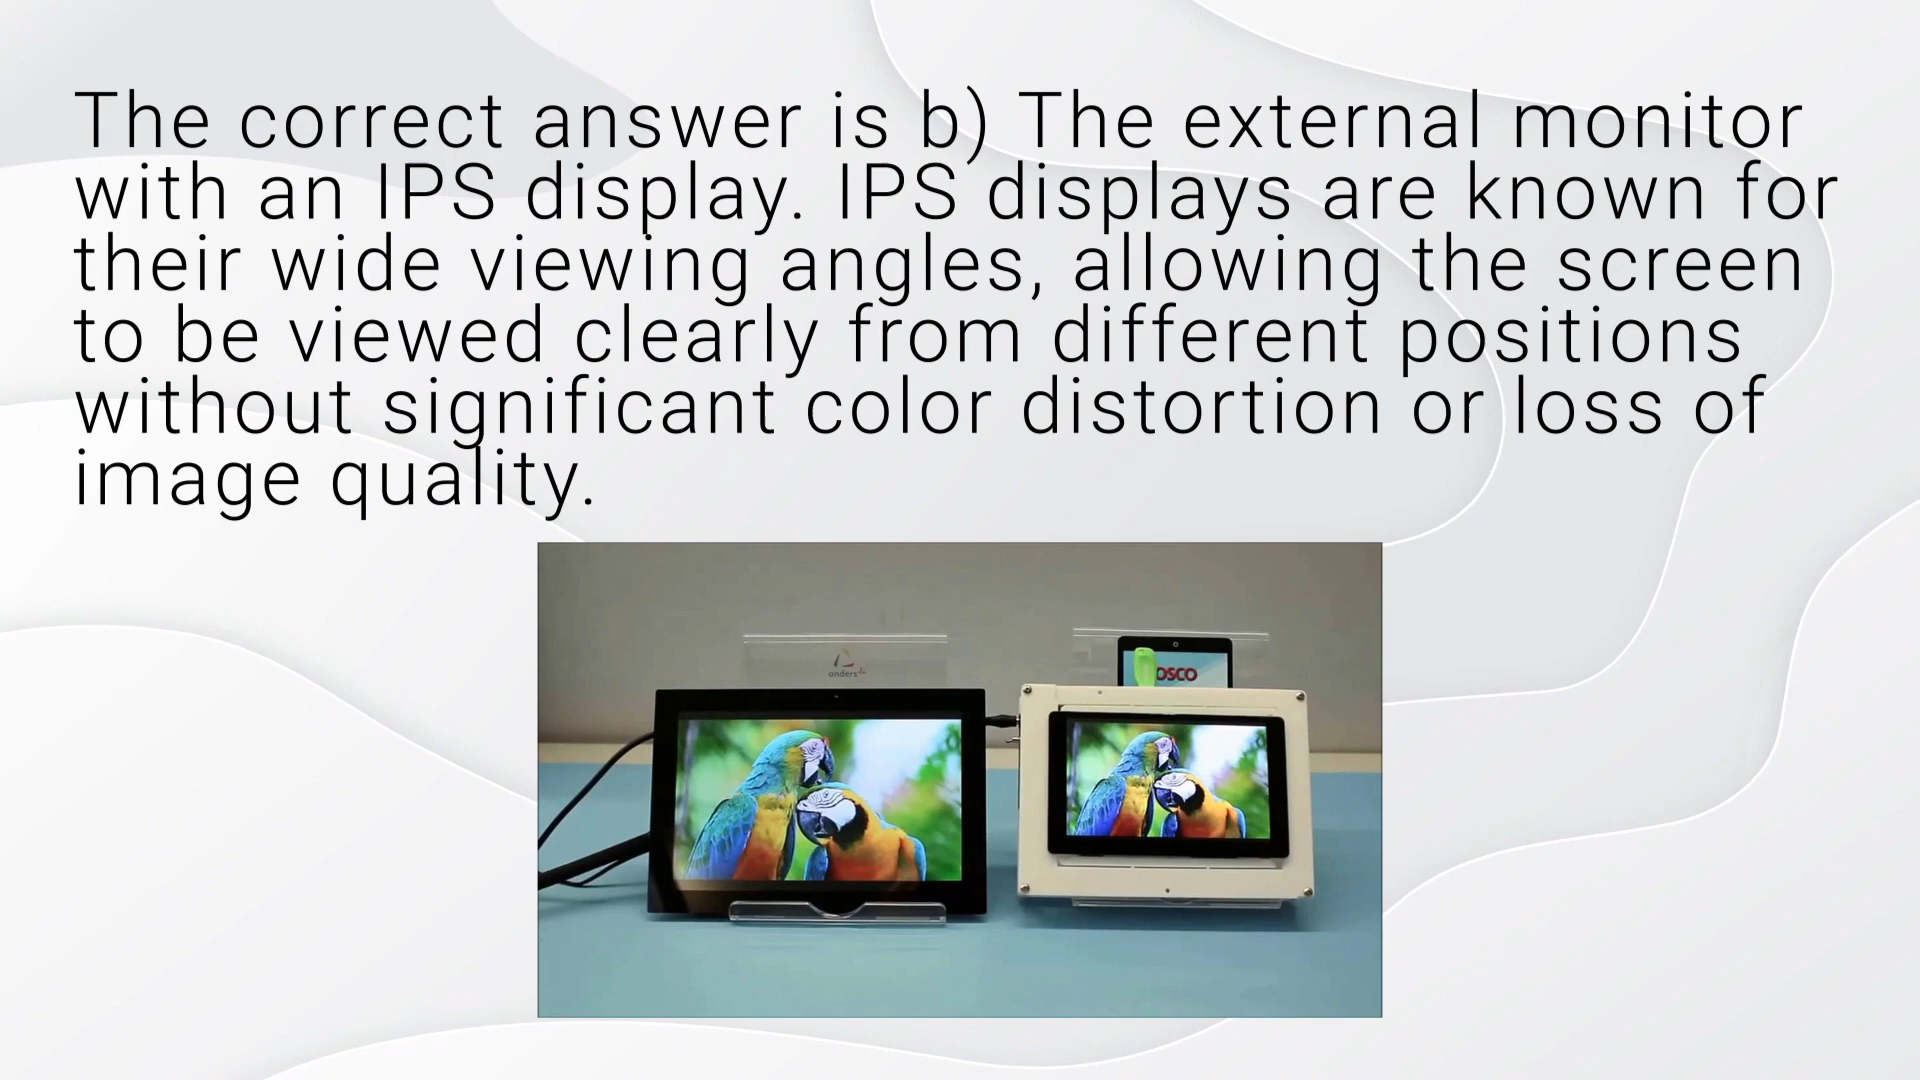 The correct answer is b) The external monitor
with an IPS display. IPS displays are known for
their wide viewing angles, allowing the screen
to be viewed clearly from different positions
without significant color distortion or loss of
image quality.
anders
OSCO